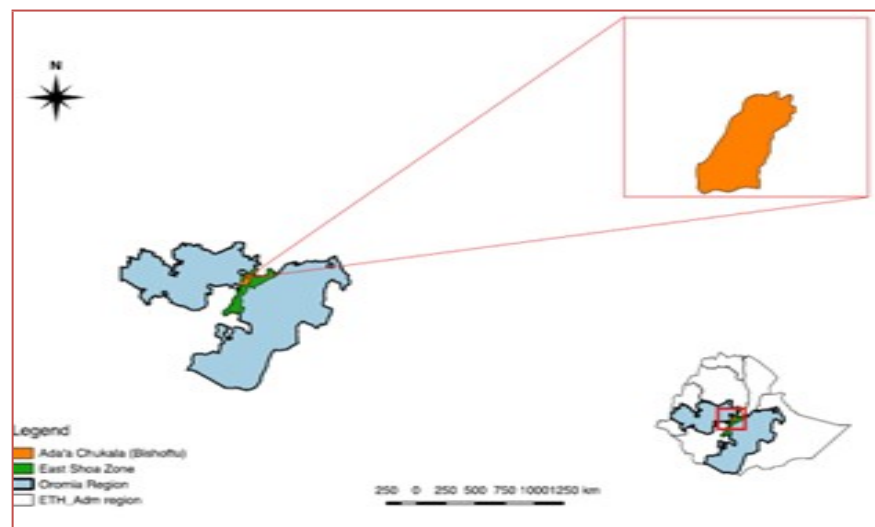 N
Legend
Ada'a Chukala (Bishoftu)
East Shoa Zone
Oromia Region
ETH_Adm region
250 0 250 500 750 10001250 km